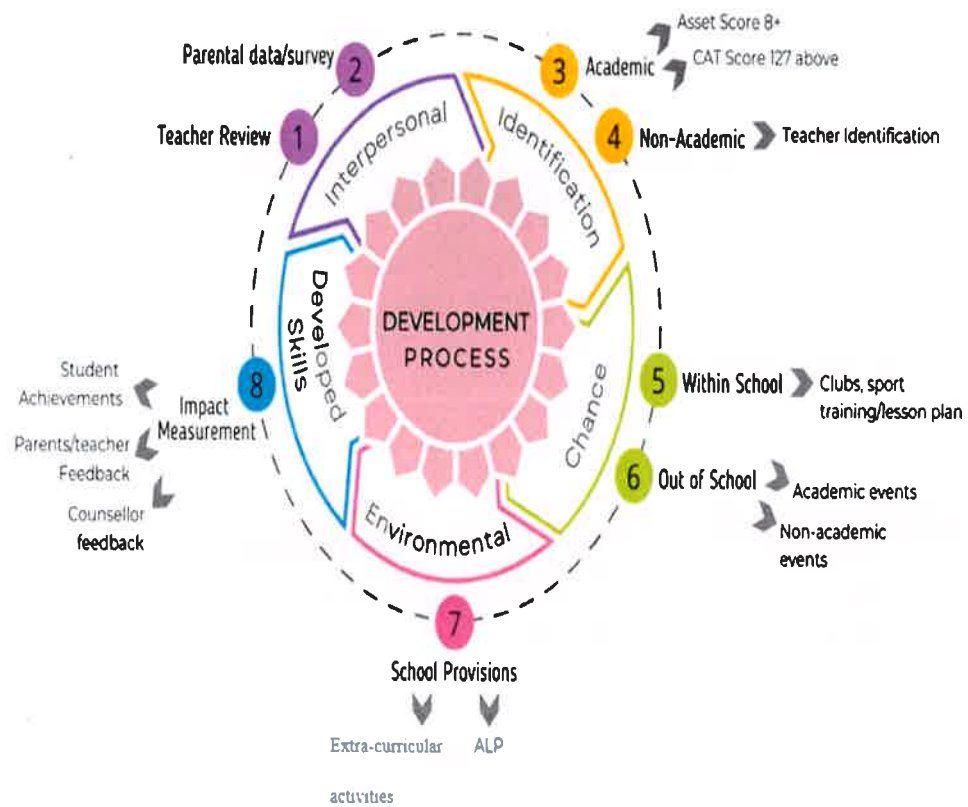 Asset Score 8+
Parental data/survey
2
3
Academic
CAT Score 127 above
Teacher Review
1
4
Non-Academic
Teacher Identification
Interpersonal
Identification
DEVELOPMENT
PROCESS
Developed
Skills
Chance
Environmental
5
Within School
Clubs, sport
training/lesson plan
6
Out of School
Academic events
Non-academic
events
7
School Provisions
Extra-curricular
activities
ALP
8
Impact
Measurement
Student
Achievements
Parents/teacher
Feedback
Counsellor
feedback